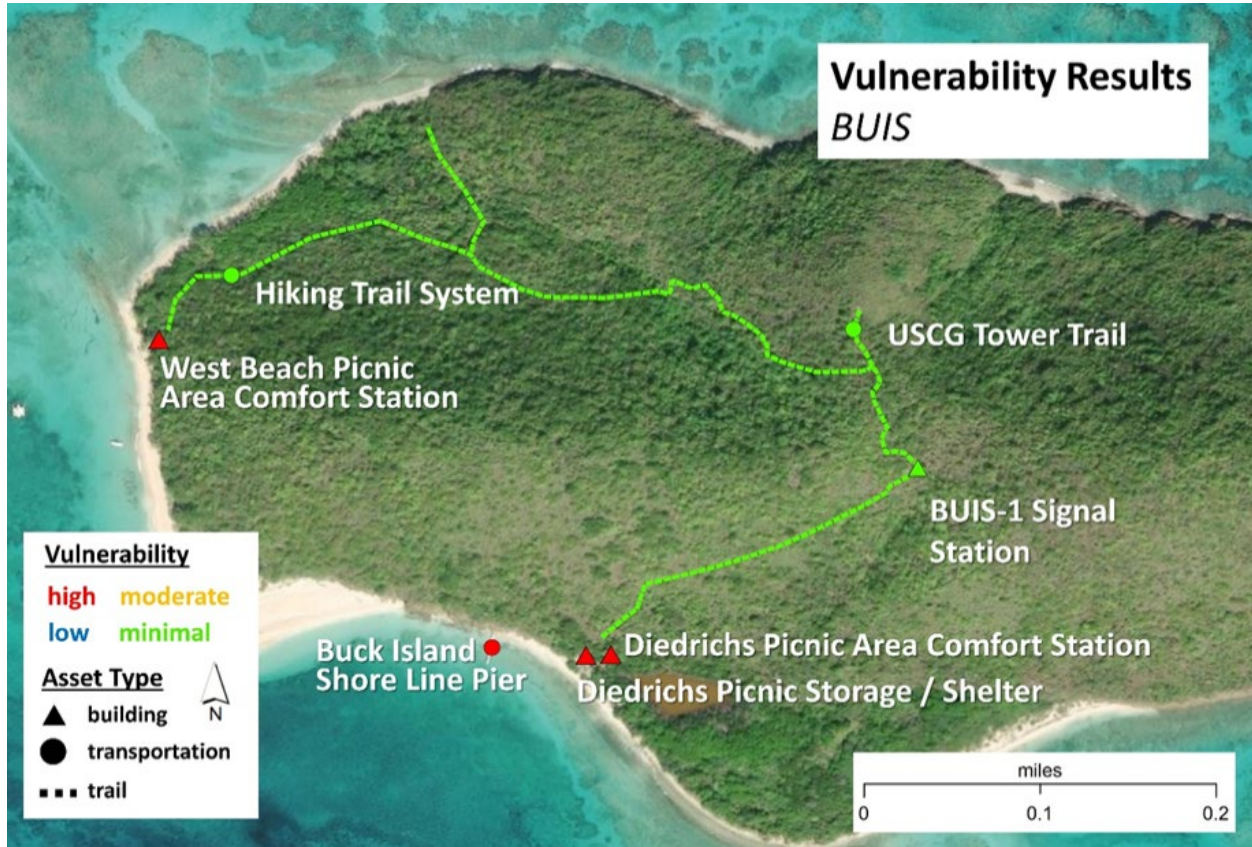 Vulnerability Results
BUIS
Hiking Trail System
USCG Tower Trail
West Beach Picnic
Area Comfort Station
BUIS-1 Signal
Station
Vulnerability
high moderate
low minimal
Asset Type
N
building
transportation
trail
Buck Island
Shore Line Pier
Diedrichs Picnic Area Comfort Station
Diedrichs Picnic Storage / Shelter
miles
0 0.1 0.2